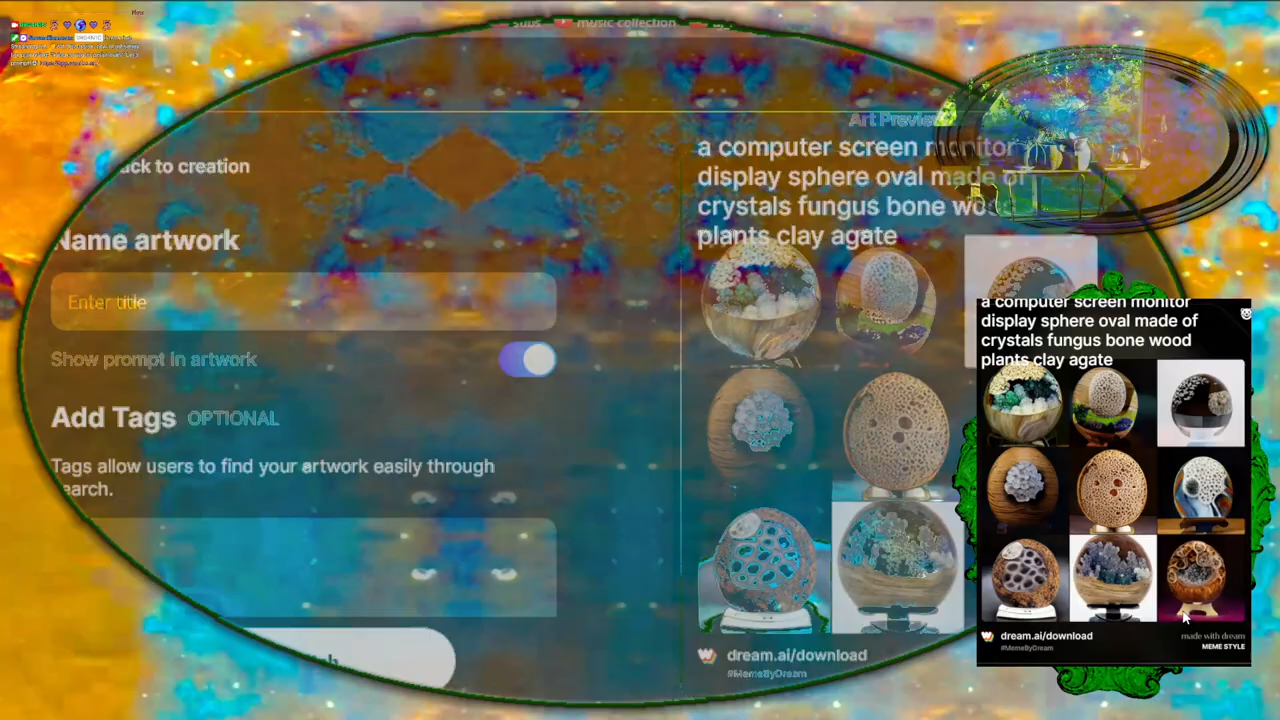 music collection
Art Preview
ck to creation
Name artwork
Enter title
Show prompt in artwork
Add Tags OPTIONAL
Tags allow users to find your artwork easily through
earch.
a computer screen monitor
display sphere oval made of
crystals fungus bone wo
plants clay agate
dream.ai/download
#MemeByDream
a computer screen monitor
display sphere oval made of
crystals fungus bone wood
plants clay agate
dream.ai/download
#MemeByDream
made with dream
MEME STYLE